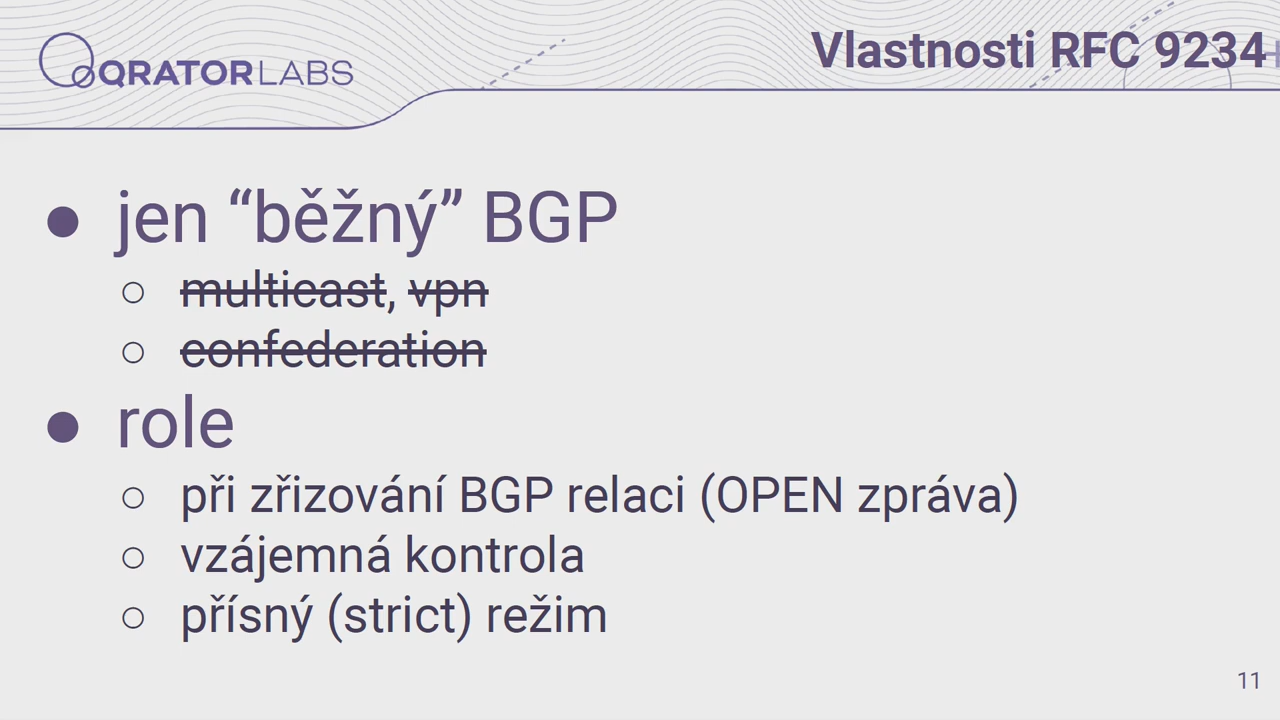 QRATORLABS
Vlastnosti RFC 9234
● jen “běžný” BGP
○ multicast, vpn
○ confederation
● role
○ při zřizování BGP relaci (OPEN zpráva)
○ vzájemná kontrola
○ přísný (strict) režim
11